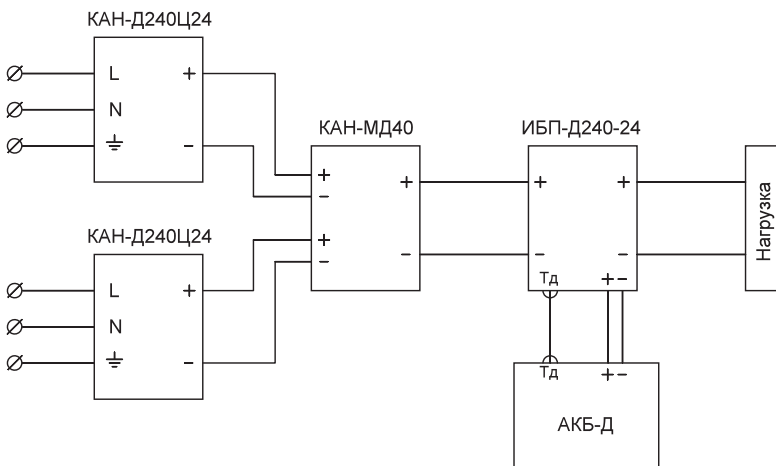 КАН-Д240Ц24
L +
N
−
КАН-МД40
+
−
+
−
+
−
ИБП-Д240-24
+ +
− −
Тд + −
Нагрузка
КАН-Д240Ц24
L +
N
−
Тд + −
АКБ-Д